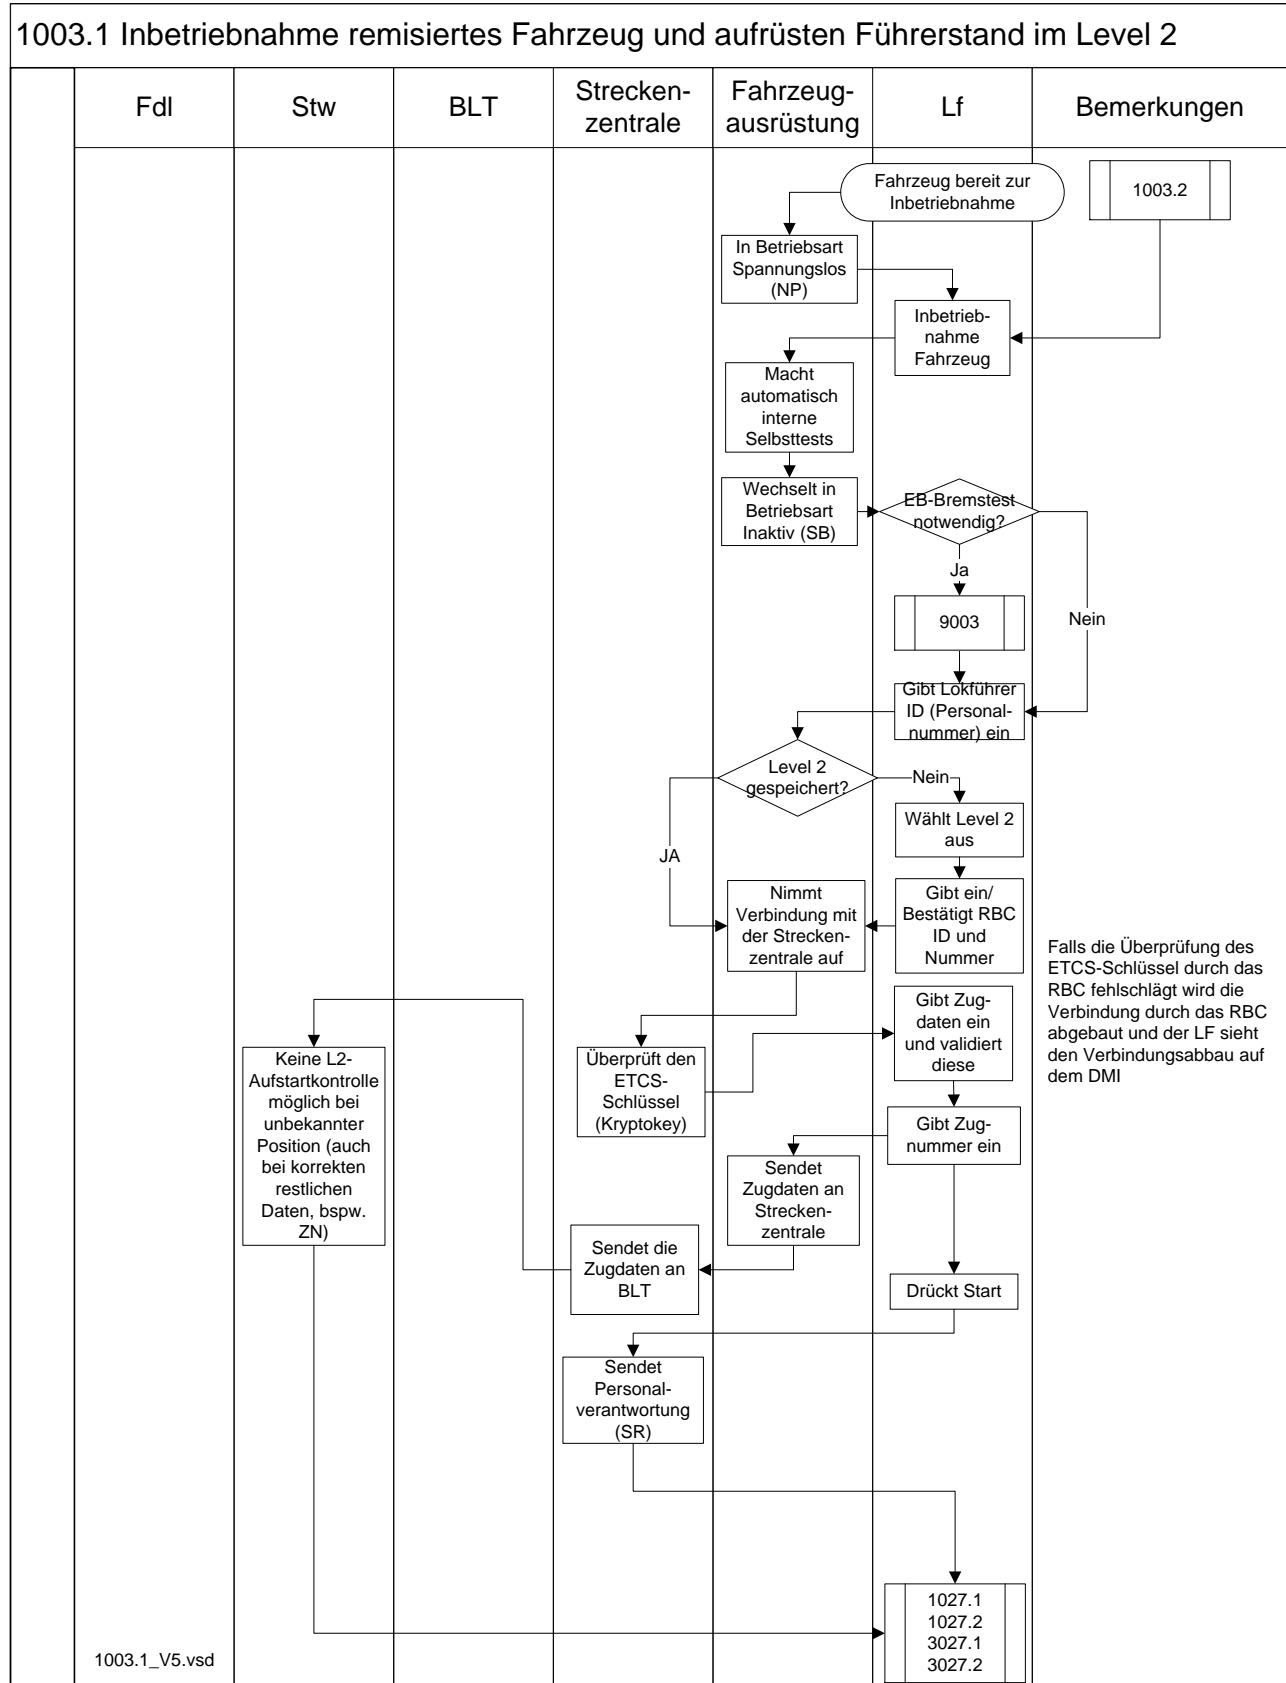 1003.1 Inbetriebnahme remisiertes Fahrzeug und aufrüsten Führerstand im Level 2
Fdl
Stw
BLT
Strecken-
zentrale
Fahrzeug-
ausrüstung
Lf
Bemerkungen
Fahrzeug bereit zur
Inbetriebnahme
1003.2
In Betriebsart
Spannungslos
(NP)
Inbetrieb-
nahme
Fahrzeug
Macht
automatisch
interne
Selbsttests
Wechselt in
Betriebsart
Inaktiv (SB)
EB-Bremstest
notwendig?
Ja
Nein
9003
Gibt Lokführer
ID (Personal-
nummer) ein
Level 2
gespeichert?
Nein
JA
Wählt Level 2
aus
Nimmt
Verbindung mit
der Strecken-
zentrale auf
Gibt ein/
Bestätigt RBC
ID und
Nummer
Falls die Überprüfung des
ETCS-Schlüssel durch das
RBC fehlschlägt wird die
Verbindung durch das RBC
abgebaut und der LF sieht
den Verbindungsabbau auf
dem DMI
Gibt Zug-
daten ein
und validiert
diese
Keine L2-
Aufstartkontrolle
möglich bei
unbekannter
Position (auch
bei korrekten
restlichen
Daten, bspw.
ZN)
Überprüft den
ETCS-
Schlüssel
(Kryptokey)
Gibt Zug-
nummer ein
Sendet
Zugdaten an
Strecken-
zentrale
Sendet die
Zugdaten an
BLT
Drückt Start
Sendet
Personal-
verantwortung
(SR)
1027.1
1027.2
3027.1
3027.2
1003.1_V5.vsd